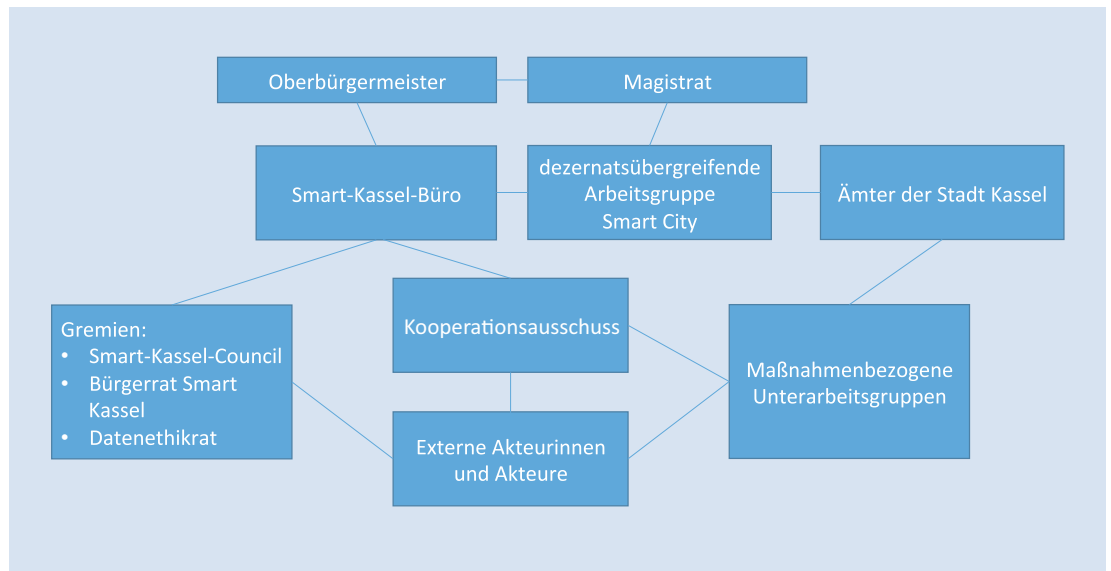 Oberbürgermeister
Magistrat
Smart-Kassel-Büro
dezernatsübergreifende
Arbeitsgruppe
Smart City
Ämter der Stadt Kassel
Gremien:
• Smart-Kassel-Council
• Bürgerrat Smart
Kassel
• Datenethikrat
Kooperationsausschuss
Maßnahmenbezogene
Unterarbeitsgruppen
Externe Akteurinnen
und Akteure